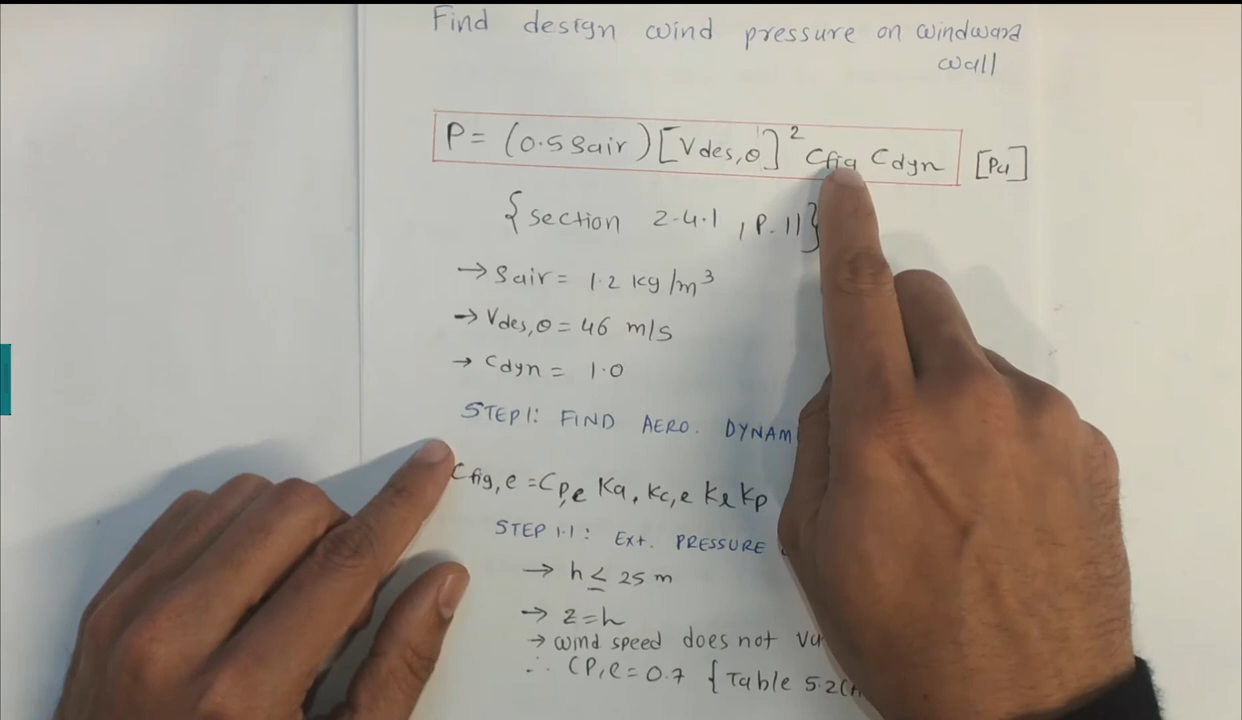 Find design wind pressure on windward
wall
P = (0.5 ρair) [Vdes,θ]² Cfig Cdyn [Pa]
{section 2.4.1, P. 11}
→ ρair = 1.2 kg/m³
→ Vdes,θ = 46 m/s
→ Cdyn = 1.0
STEP1: FIND AERO. DYNAM
Cfig,e = Cp,e Ka, Kc,e Kl Kp
STEP 1.1: Ext. PRESSURE
→ h ≤ 25 m
→ z=h
→ wind speed does not
∴ Cp,e = 0.7 {Table 5.2(